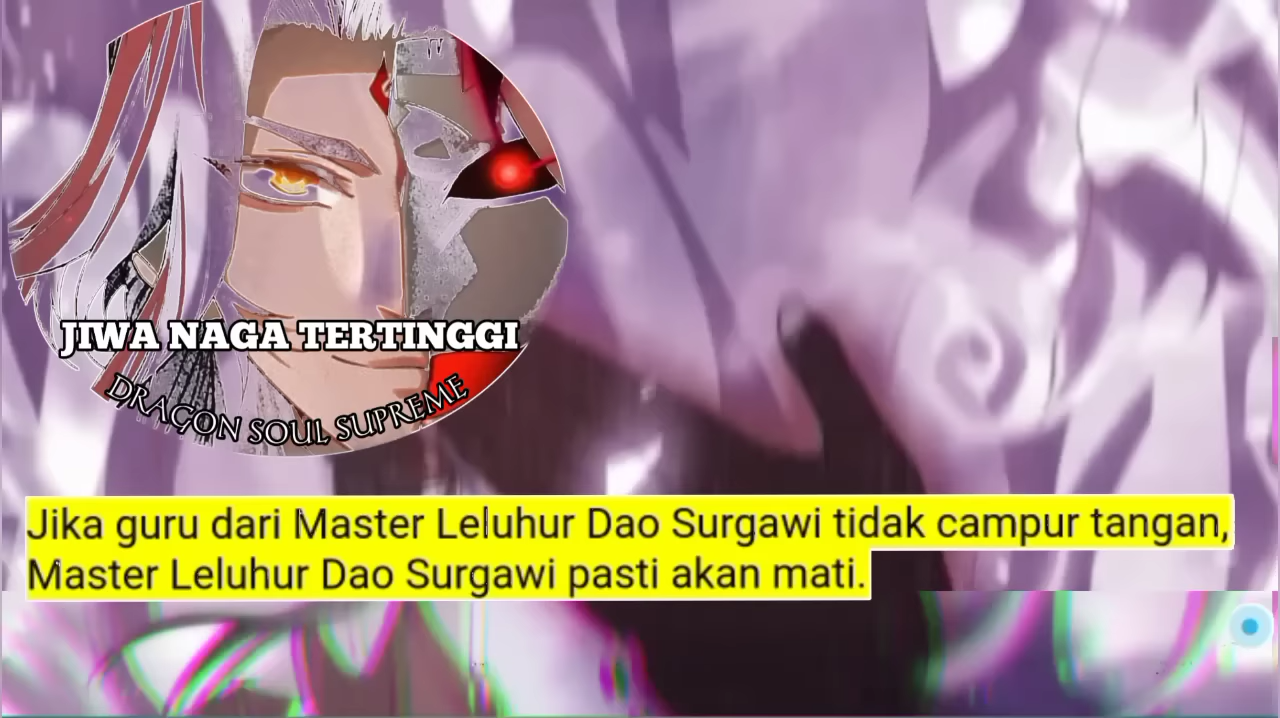 JIWA NAGA TERTINGGI
DRAGON SOUL SUPREME
Jika guru dari Master Leluhur Dao Surgawi tidak campur tangan,
Master Leluhur Dao Surgawi pasti akan mati.